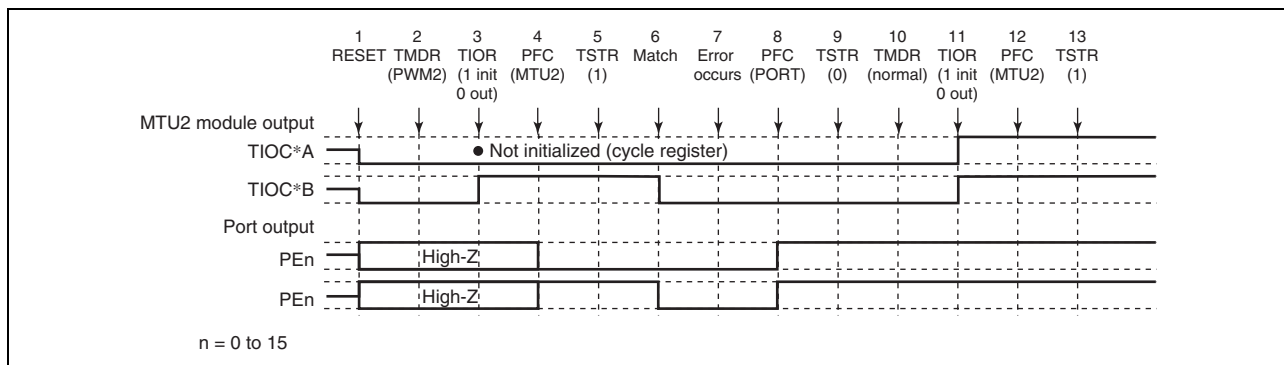 1 2 3 4 5 6 7 8 9 10 11 12 13
RESET TMDR TIOR PFC TSTR Match Error PFC TSTR TMDR TIOR PFC TSTR
(PWM2) (1 init (MTU2) (1) occurs (PORT) (0) (normal) (1 init (MTU2) (1)
0 out) 0 out)
MTU2 module output
TIOC*A ● Not initialized (cycle register)
TIOC*B
Port output
PEn High-Z
PEn High-Z
n = 0 to 15